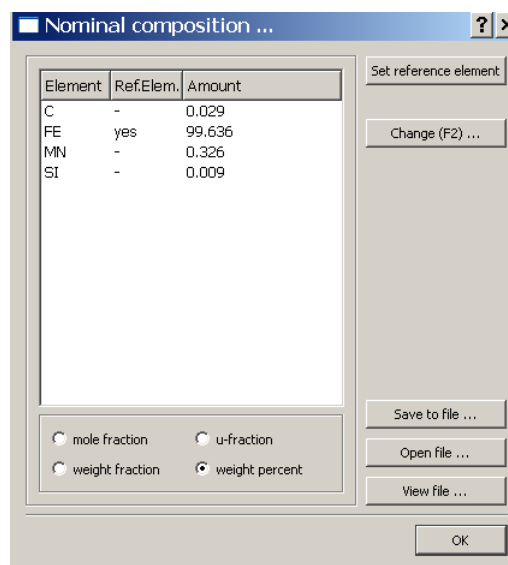 Nominal composition ...
?
Set reference element
Element Ref.Elem. Amount
C - 0.029
FE yes 99.636
Change (F2) ...
MN - 0.326
SI - 0.009
Save to file ...
mole fraction u-fraction
Open file ...
weight fraction weight percent
View file ...
OK